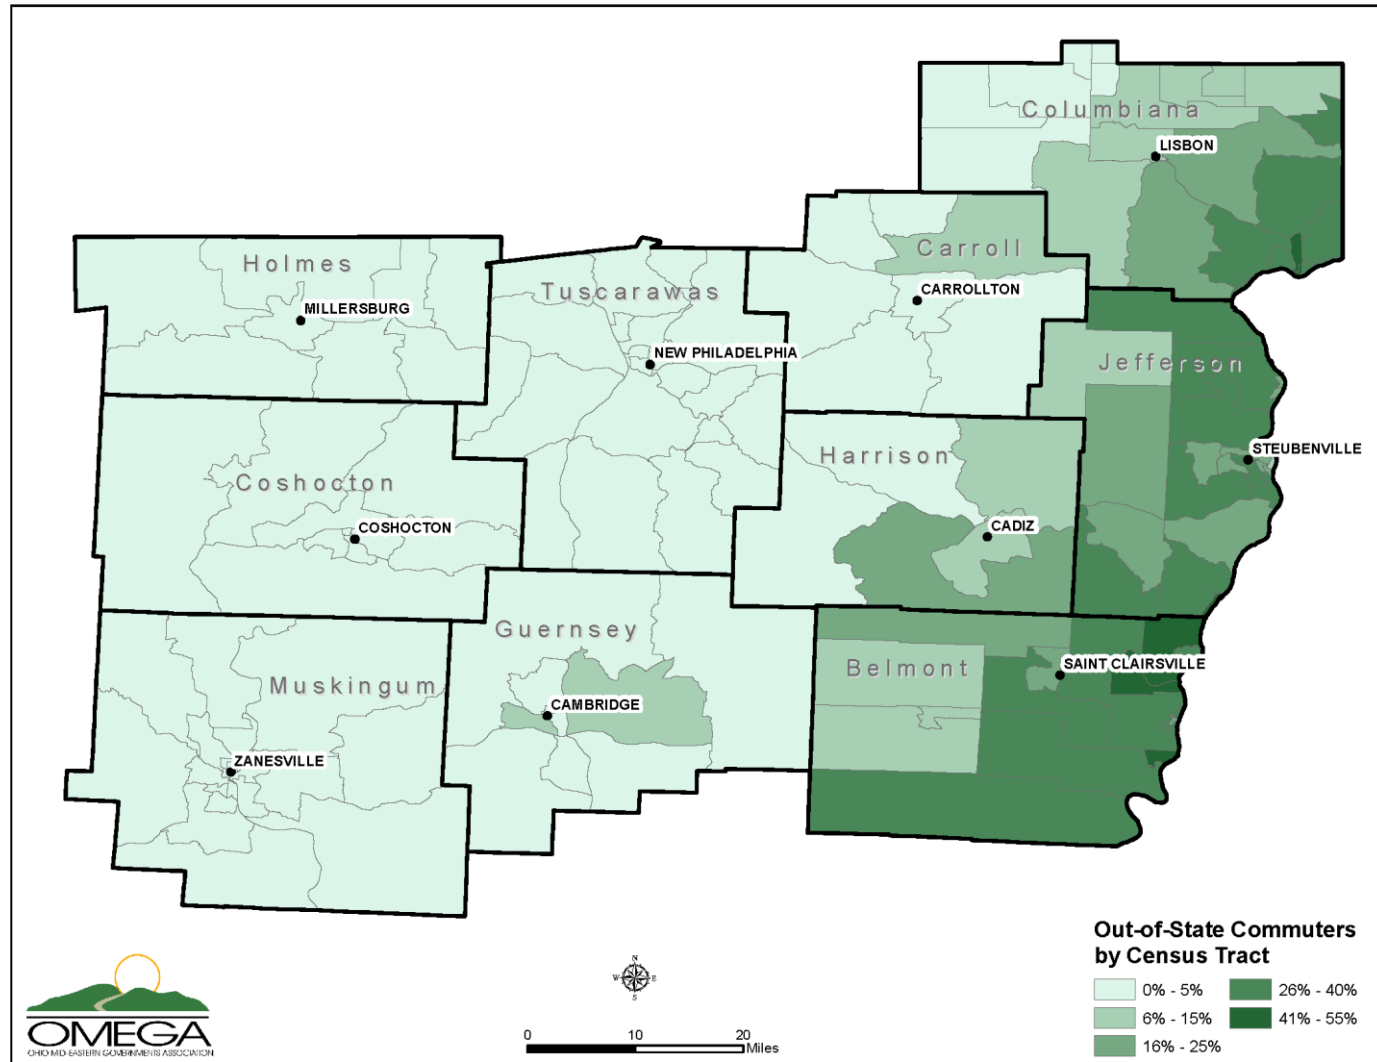 Columbiana
LISBON
Carroll
CARROLLTON
Holmes
MILLERSBURG
Tuscarawas
NEW PHILADELPHIA
Jefferson
STEUBENVILLE
Harrison
CADIZ
Coshocton
COSHOCTON
Guernsey
CAMBRIDGE
Belmont
SAINT CLAIRSVILLE
Muskingum
ZANESVILLE
Out-of-State Commuters
by Census Tract
0% - 5%
6% - 15%
16% - 25%
26% - 40%
41% - 55%
N
W
E
S
0
10
20
Miles
OMEGA
OHIO MID-EASTERN GOVERNMENTS ASSOCIATION